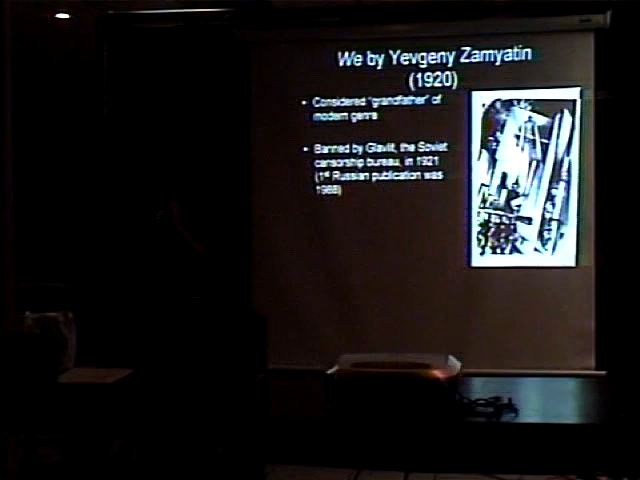 We by Yevgeny Zamyatin
(1920)
• Considered "grandfather" of
modern genre
• Banned by Glavlit, the Soviet
censorship bureau, in 1921
(1st Russian publication was
1988)